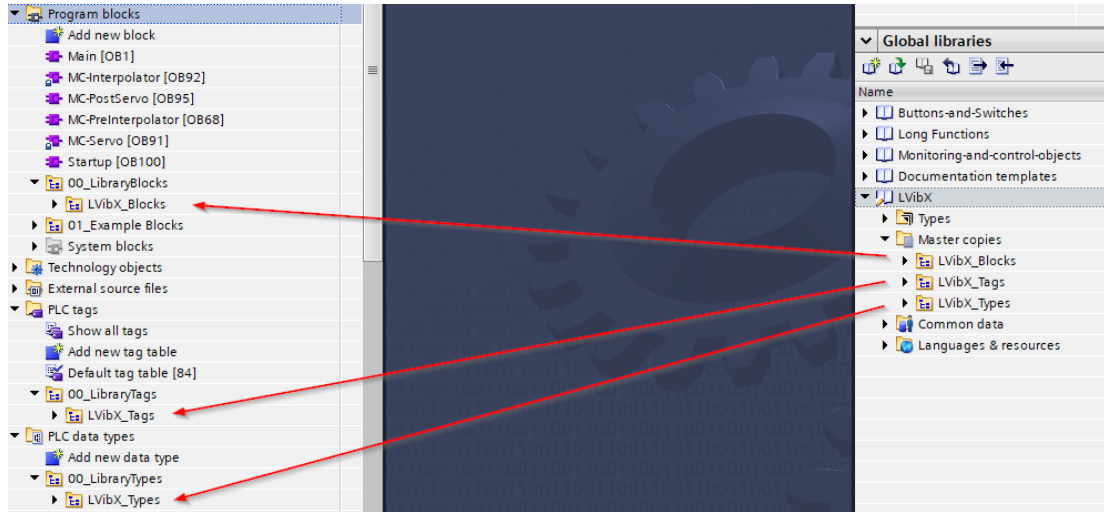 Program blocks
Add new block
Main [OB1]
MC-Interpolator [OB92]
MC-PostServo [OB95]
MC-PreInterpolator [OB68]
MC-Servo [OB91]
Startup [OB100]
00_LibraryBlocks
LVibX_Blocks
01_Example Blocks
System blocks
Technology objects
External source files
PLC tags
Show all tags
Add new tag table
Default tag table [84]
00_LibraryTags
LVibX_Tags
PLC data types
Add new data type
00_LibraryTypes
LVibX_Types
Global libraries
Name
Buttons-and-Switches
Long Functions
Monitoring-and-control-objects
Documentation templates
LVibX
Types
Master copies
LVibX_Blocks
LVibX_Tags
LVibX_Types
Common data
Languages & resources